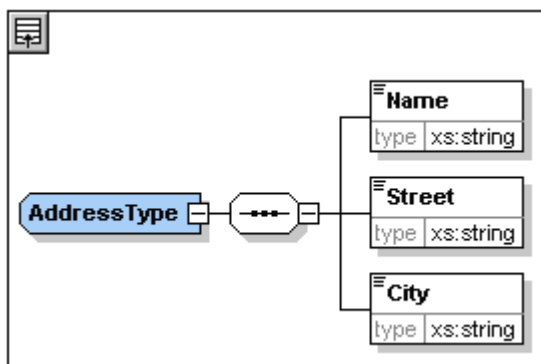 Name
type xs:string
AddressType
Street
type xs:string
City
type xs:string